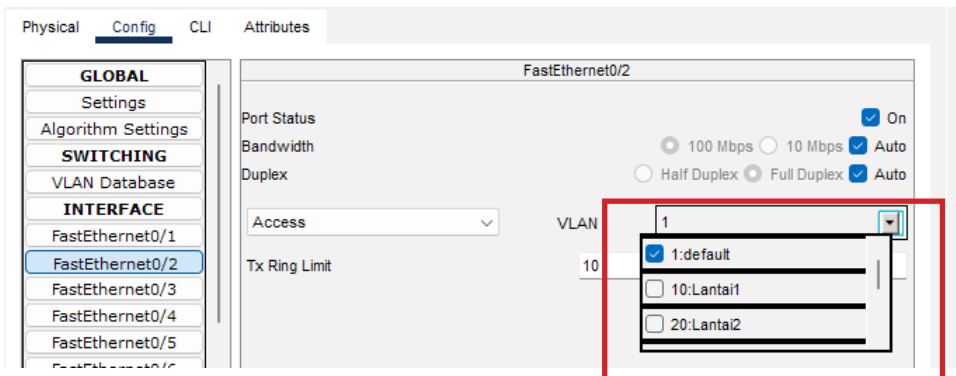 Physical Config CLI Attributes
GLOBAL
Settings
Algorithm Settings
SWITCHING
VLAN Database
INTERFACE
FastEthernet0/1
FastEthernet0/2
FastEthernet0/3
FastEthernet0/4
FastEthernet0/5
FastEthernet0/2
Port Status On
Bandwidth 100 Mbps 10 Mbps Auto
Duplex Half Duplex Full Duplex Auto
Access VLAN 1
1:default
Tx Ring Limit 10
10:Lantai1
20:Lantai2